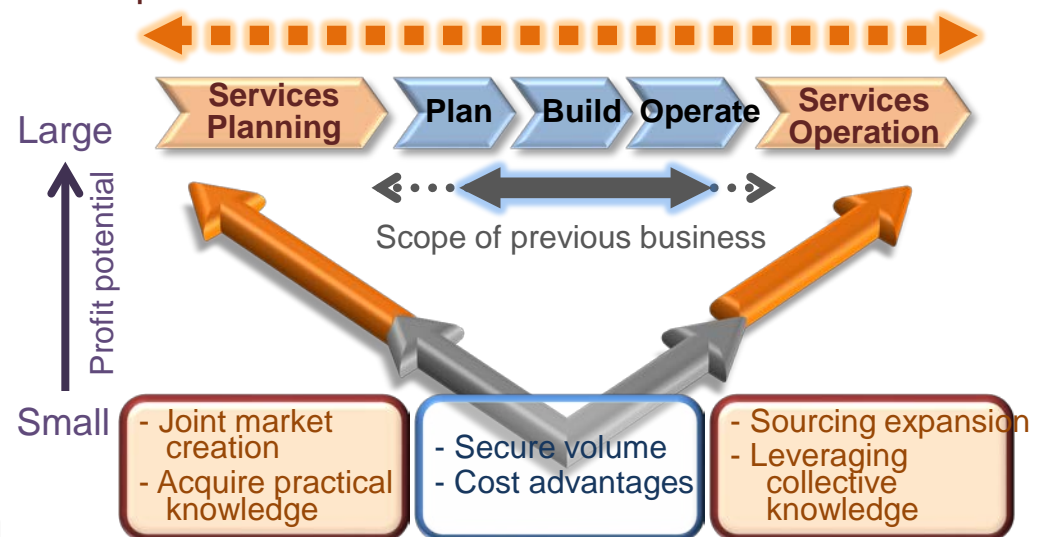 Services
Planning
Plan
Build
Operate
Services
Operation
Large
Profit potential
Small
Scope of previous business
- Joint market
creation
- Acquire practical
knowledge
- Secure volume
- Cost advantages
- Sourcing expansion
- Leveraging
collective
knowledge